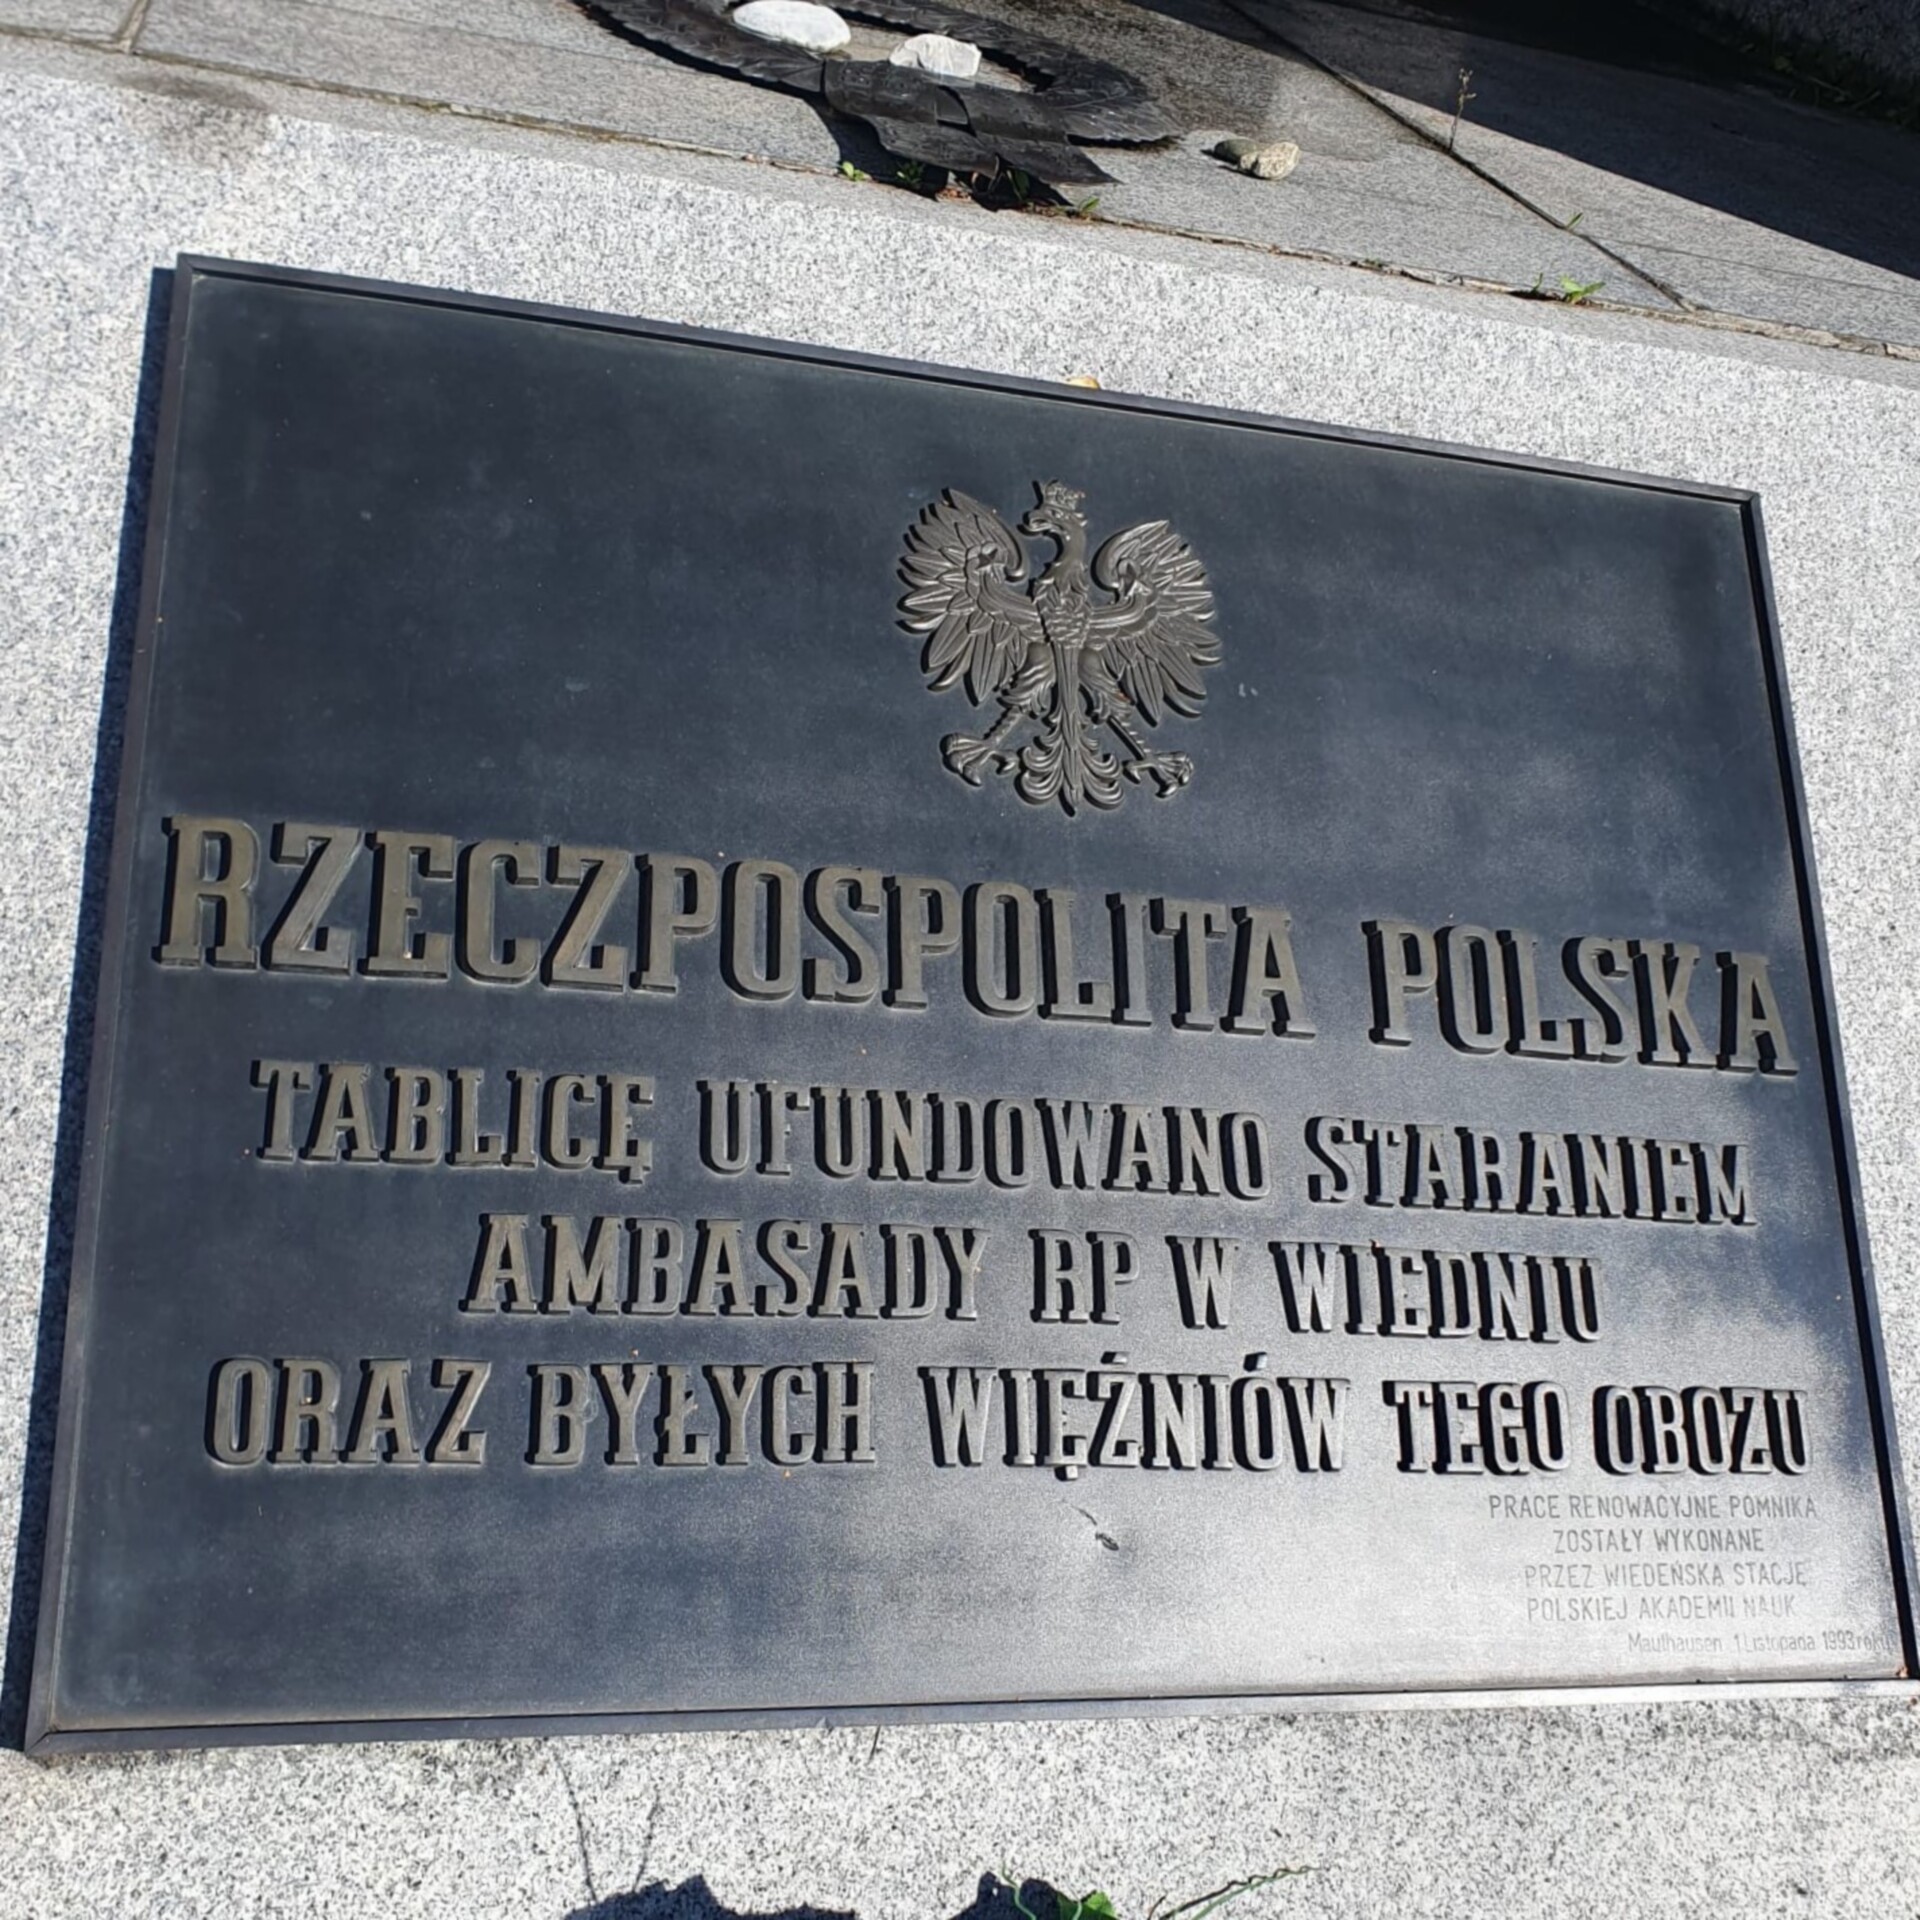 RZECZPOSPOLITA POLSKA
TABLICĘ UFUNDOWANO STARANIEM
AMBASADY RP W WIEDNIU
ORAZ BYŁYCH WIĘŹNIÓW TEGO OBOZU
PRACE RENOWACYJNE POMNIKA
ZOSTAŁY WYKONANE
PRZEZ WIEDEŃSKA STACJĘ
POLSKIEJ AKADEMII NAUK
Mauthausen 1 Listopada 1993 roku